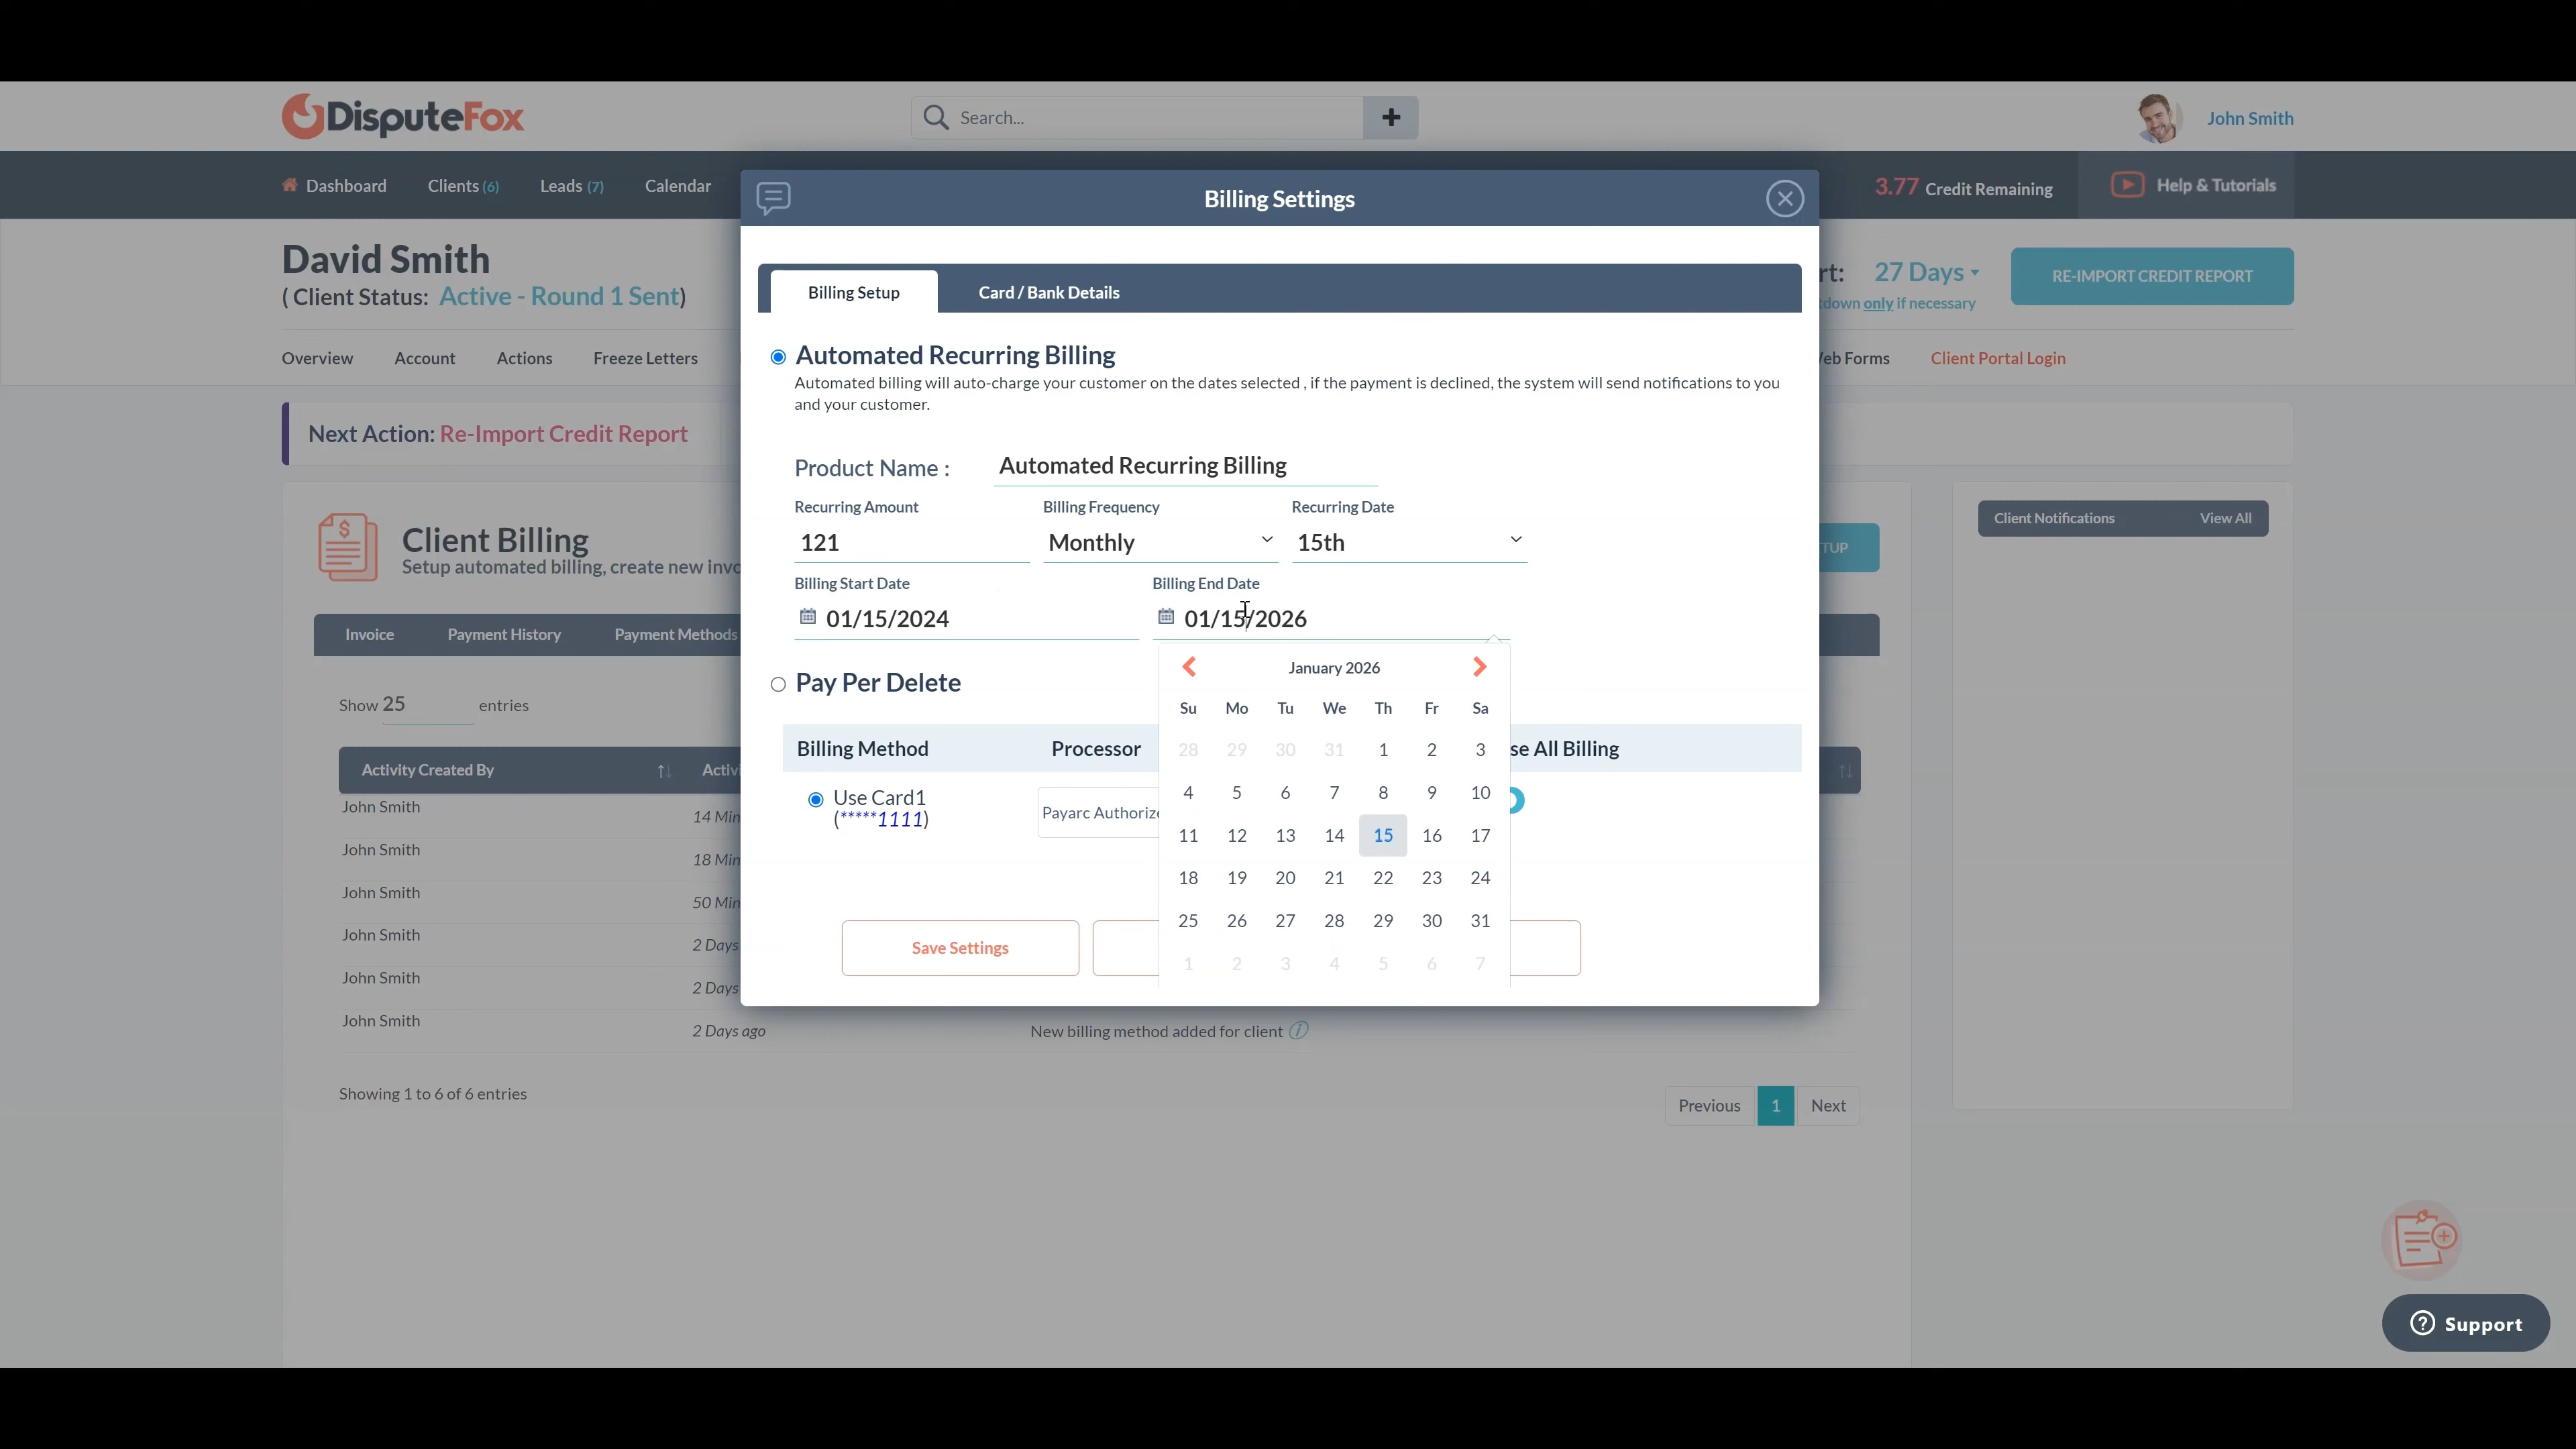 DisputeFox
Search...
+
John Smith
Dashboard Clients (6) Leads (7) Calendar
3.77 Credit Remaining
Help & Tutorials
Billing Settings
David Smith
( Client Status: Active - Round 1 Sent)
27 Days
down only if necessary
RE-IMPORT CREDIT REPORT
Billing Setup
Card / Bank Details
Overview Account Actions Freeze Letters
Forms
Client Portal Login
Automated Recurring Billing
Automated billing will auto-charge your customer on the dates selected , if the payment is declined, the system will send notifications to you
and your customer.
Next Action: Re-Import Credit Report
Product Name : Automated Recurring Billing
Recurring Amount Billing Frequency Recurring Date
121 Monthly 15th
Client Notifications View All
Client Billing
Setup automated billing, create new invo
TUP
Billing Start Date Billing End Date
01/15/2024 01/15/2026
Invoice Payment History Payment Methods
Pay Per Delete
January 2026
Su Mo Tu We Th Fr Sa
28 29 30 31 1 2 3
4 5 6 7 8 9 10
11 12 13 14 15 16 17
18 19 20 21 22 23 24
25 26 27 28 29 30 31
1 2 3 4 5 6 7
Show 25 entries
Billing Method Processor
se All Billing
Use Card1
(*****1111)
Payarc Authorize
Activity Created By Activi
John Smith 14 Min
John Smith 18 Min
John Smith 50 Min
John Smith 2 Days
John Smith 2 Days
John Smith 2 Days ago New billing method added for client
Save Settings
Showing 1 to 6 of 6 entries
Previous 1 Next
Support